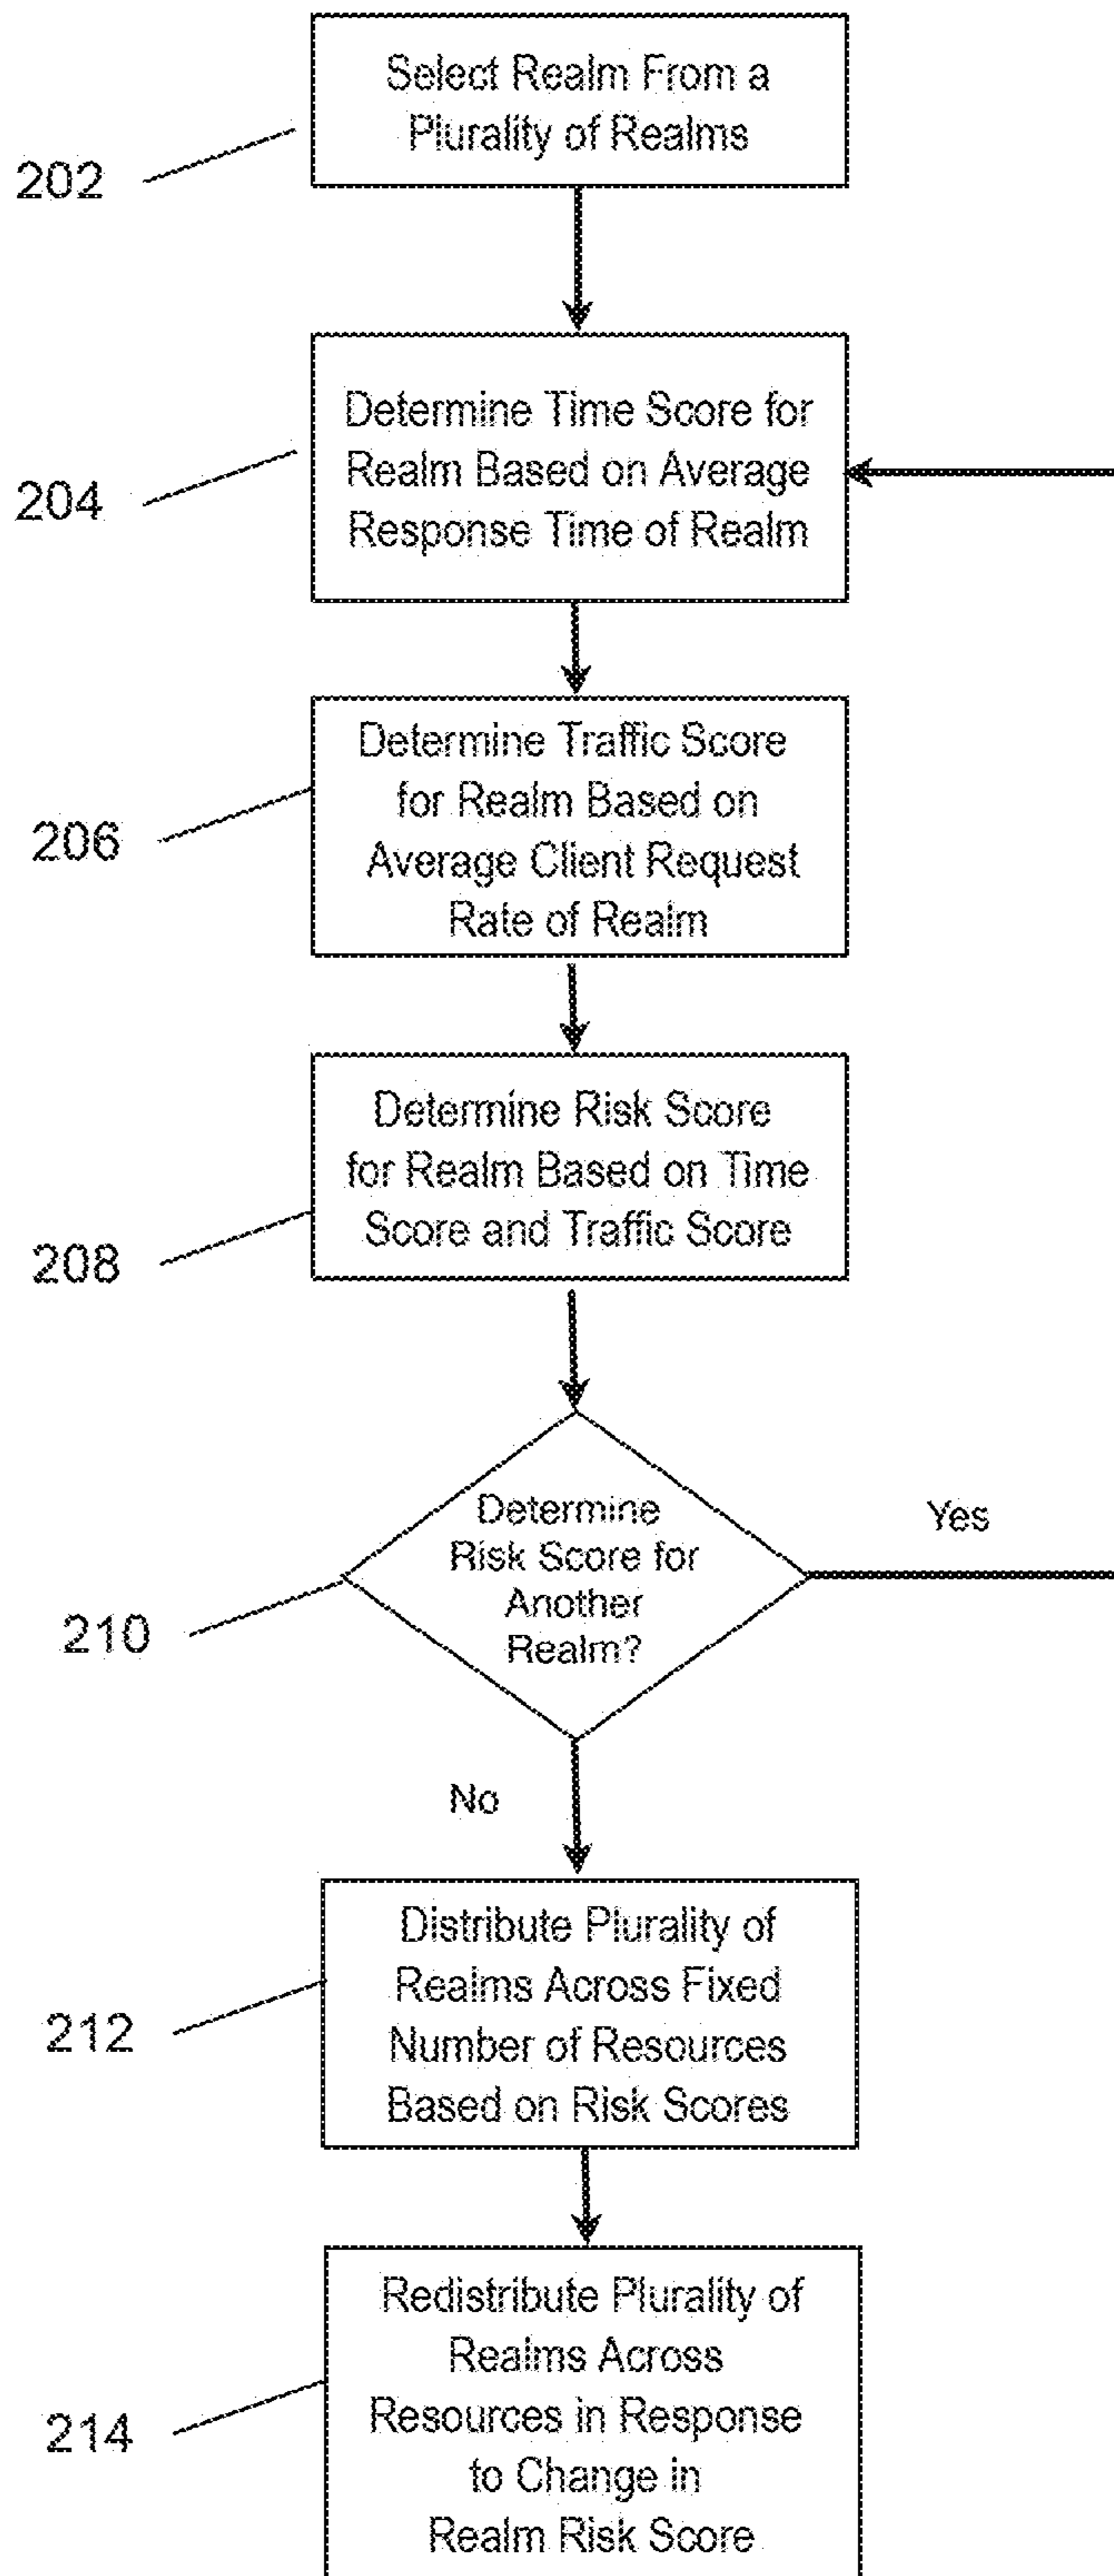 Select Realm From a
Plurality of Realms
202
Determine Time Score for
Realm Based on Average
Response Time of Realm
204
Determine Traffic Score
for Realm Based on
Average Client Request
Rate of Realm
206
Determine Risk Score
for Realm Based on Time
Score and Traffic Score
208
Determine
Risk Score for
Another
Realm?
Yes
210
No
Distribute Plurality of
Realms Across Fixed
Number of Resources
Based on Risk Scores
212
Redistribute Plurality of
Realms Across
Resources in Response
to Change in
Realm Risk Score
214